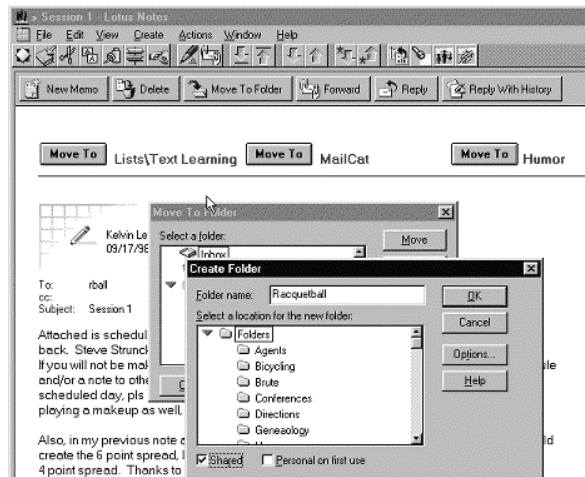 Session 1 - Lotus Notes
File Edit View Create Actions Window Help
New Memo Delete Move To Folder Forward Reply Reply With History
Move To Lists\Text Learning Move To MailCat Move To Humor
Move To Folder
Kelvin Le
09/17/98
Select a folder:
Move
Inbox
Create Folder
To: rball
cc:
Subject: Session 1
Folder name: Racquetball
OK
Select a location for the new folder:
Cancel
Folders
Agents
Options...
Bicycling
Help
Brute
Conferences
Directions
Geneaology
Shared Personal on first use
Attached is schedul
back. Steve Strunck
If you will not be mak
and/or a note to othe
scheduled day, pls
playing a makeup as well,
Also, in my previous note
create the 6 point spread,
4 point spread. Thanks to